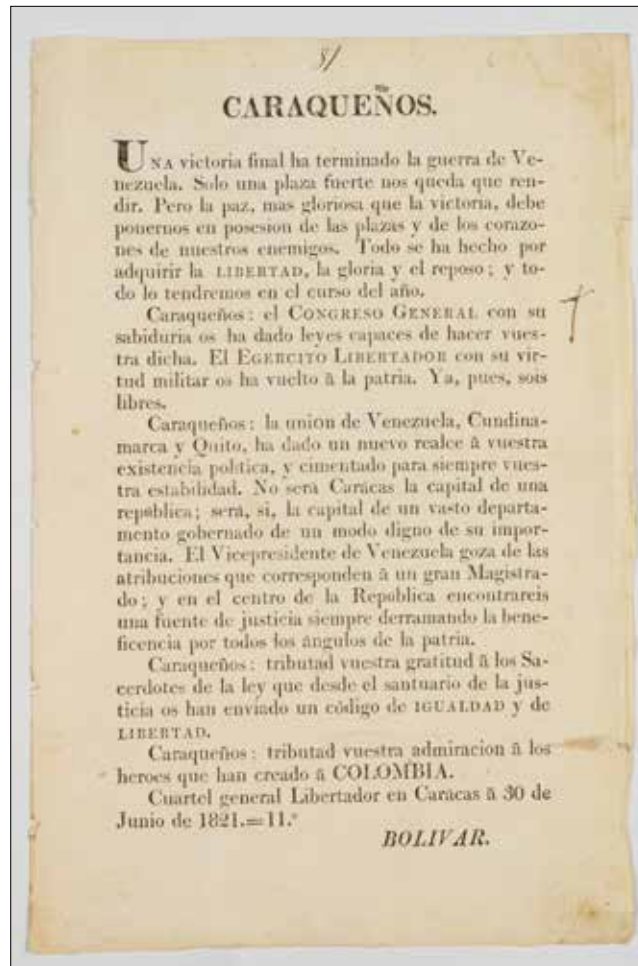 8/
CARAQUEÑOS.
UNA victoria final ha terminado la guerra de Ve-
nezuela. Solo una plaza fuerte nos queda que ren-
dir. Pero la paz, mas gloriosa que la victoria, debe
ponernos en posesion de las plazas y de los corazo-
nes de nuestros enemigos. Todo se ha hecho por
adquirir la LIBERTAD, la gloria y el reposo; y to-
do lo tendremos en el curso del año.
Caraqueños: el CONGRESO GENERAL con su
sabiduria os ha dado leyes capaces de hacer vues-
tra dicha. El EGERCITO LIBERTADOR con su vir-
tud militar os ha vuelto ã la patria. Ya, pues, sois
libres.
Caraqueños: la union de Venezuela, Cundina-
marca y Quito, ha dado un nuevo realce ã vuestra
existencia politica, y cimentado para siempre vues-
tra estabilidad. No será Carácas la capital de una
república; será, si, la capital de un vasto departa-
mento gobernado de un modo digno de su impor-
tancia. El Vicepresidente de Venezuela goza de las
atribuciones que corresponden ã un gran Magistra-
do; y en el centro de la República encontrareis
una fuente de justicia siempre derramando la bene-
ficencia por todos los ángulos de la patria.
Caraqueños: tributad vuestra gratitud ã los Sa-
cerdotes de la ley que desde el santuario de la jus-
ticia os han enviado un código de IGUALDAD y de
LIBERTAD.
Caraqueños: tributad vuestra admiracion ã los
heroes que han creado ã COLOMBIA.
Cuartel general Libertador en Caracas ã 30 de
Junio de 1821.=11.º
BOLIVAR.